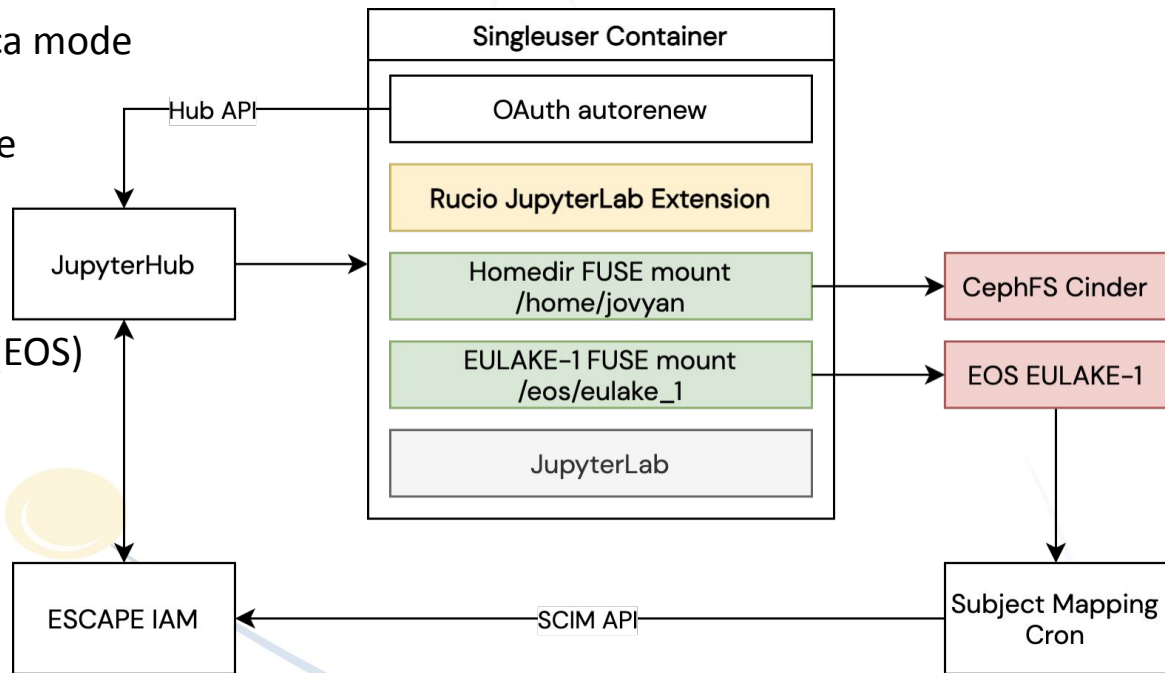 mode
Singleuser Container
Hub API
OAuth autorenew
Rucio JupyterLab Extension
JupyterHub
Homedir FUSE mount
/home/jovyan
CephFS Cinder
(EOS)
EULAKE-1 FUSE mount
/eos/eulake_1
EOS EULAKE-1
JupyterLab
ESCAPE IAM
SCIM API
Subject Mapping
Cron